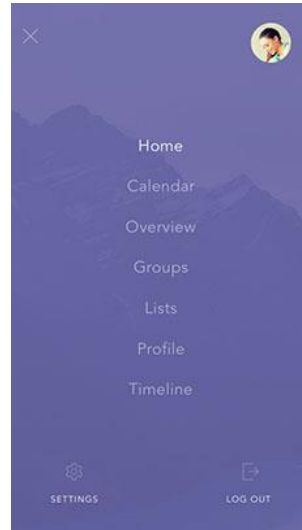 Home
Calendar
Overview
Groups
Lists
Profile
Timeline
SETTINGS LOG OUT